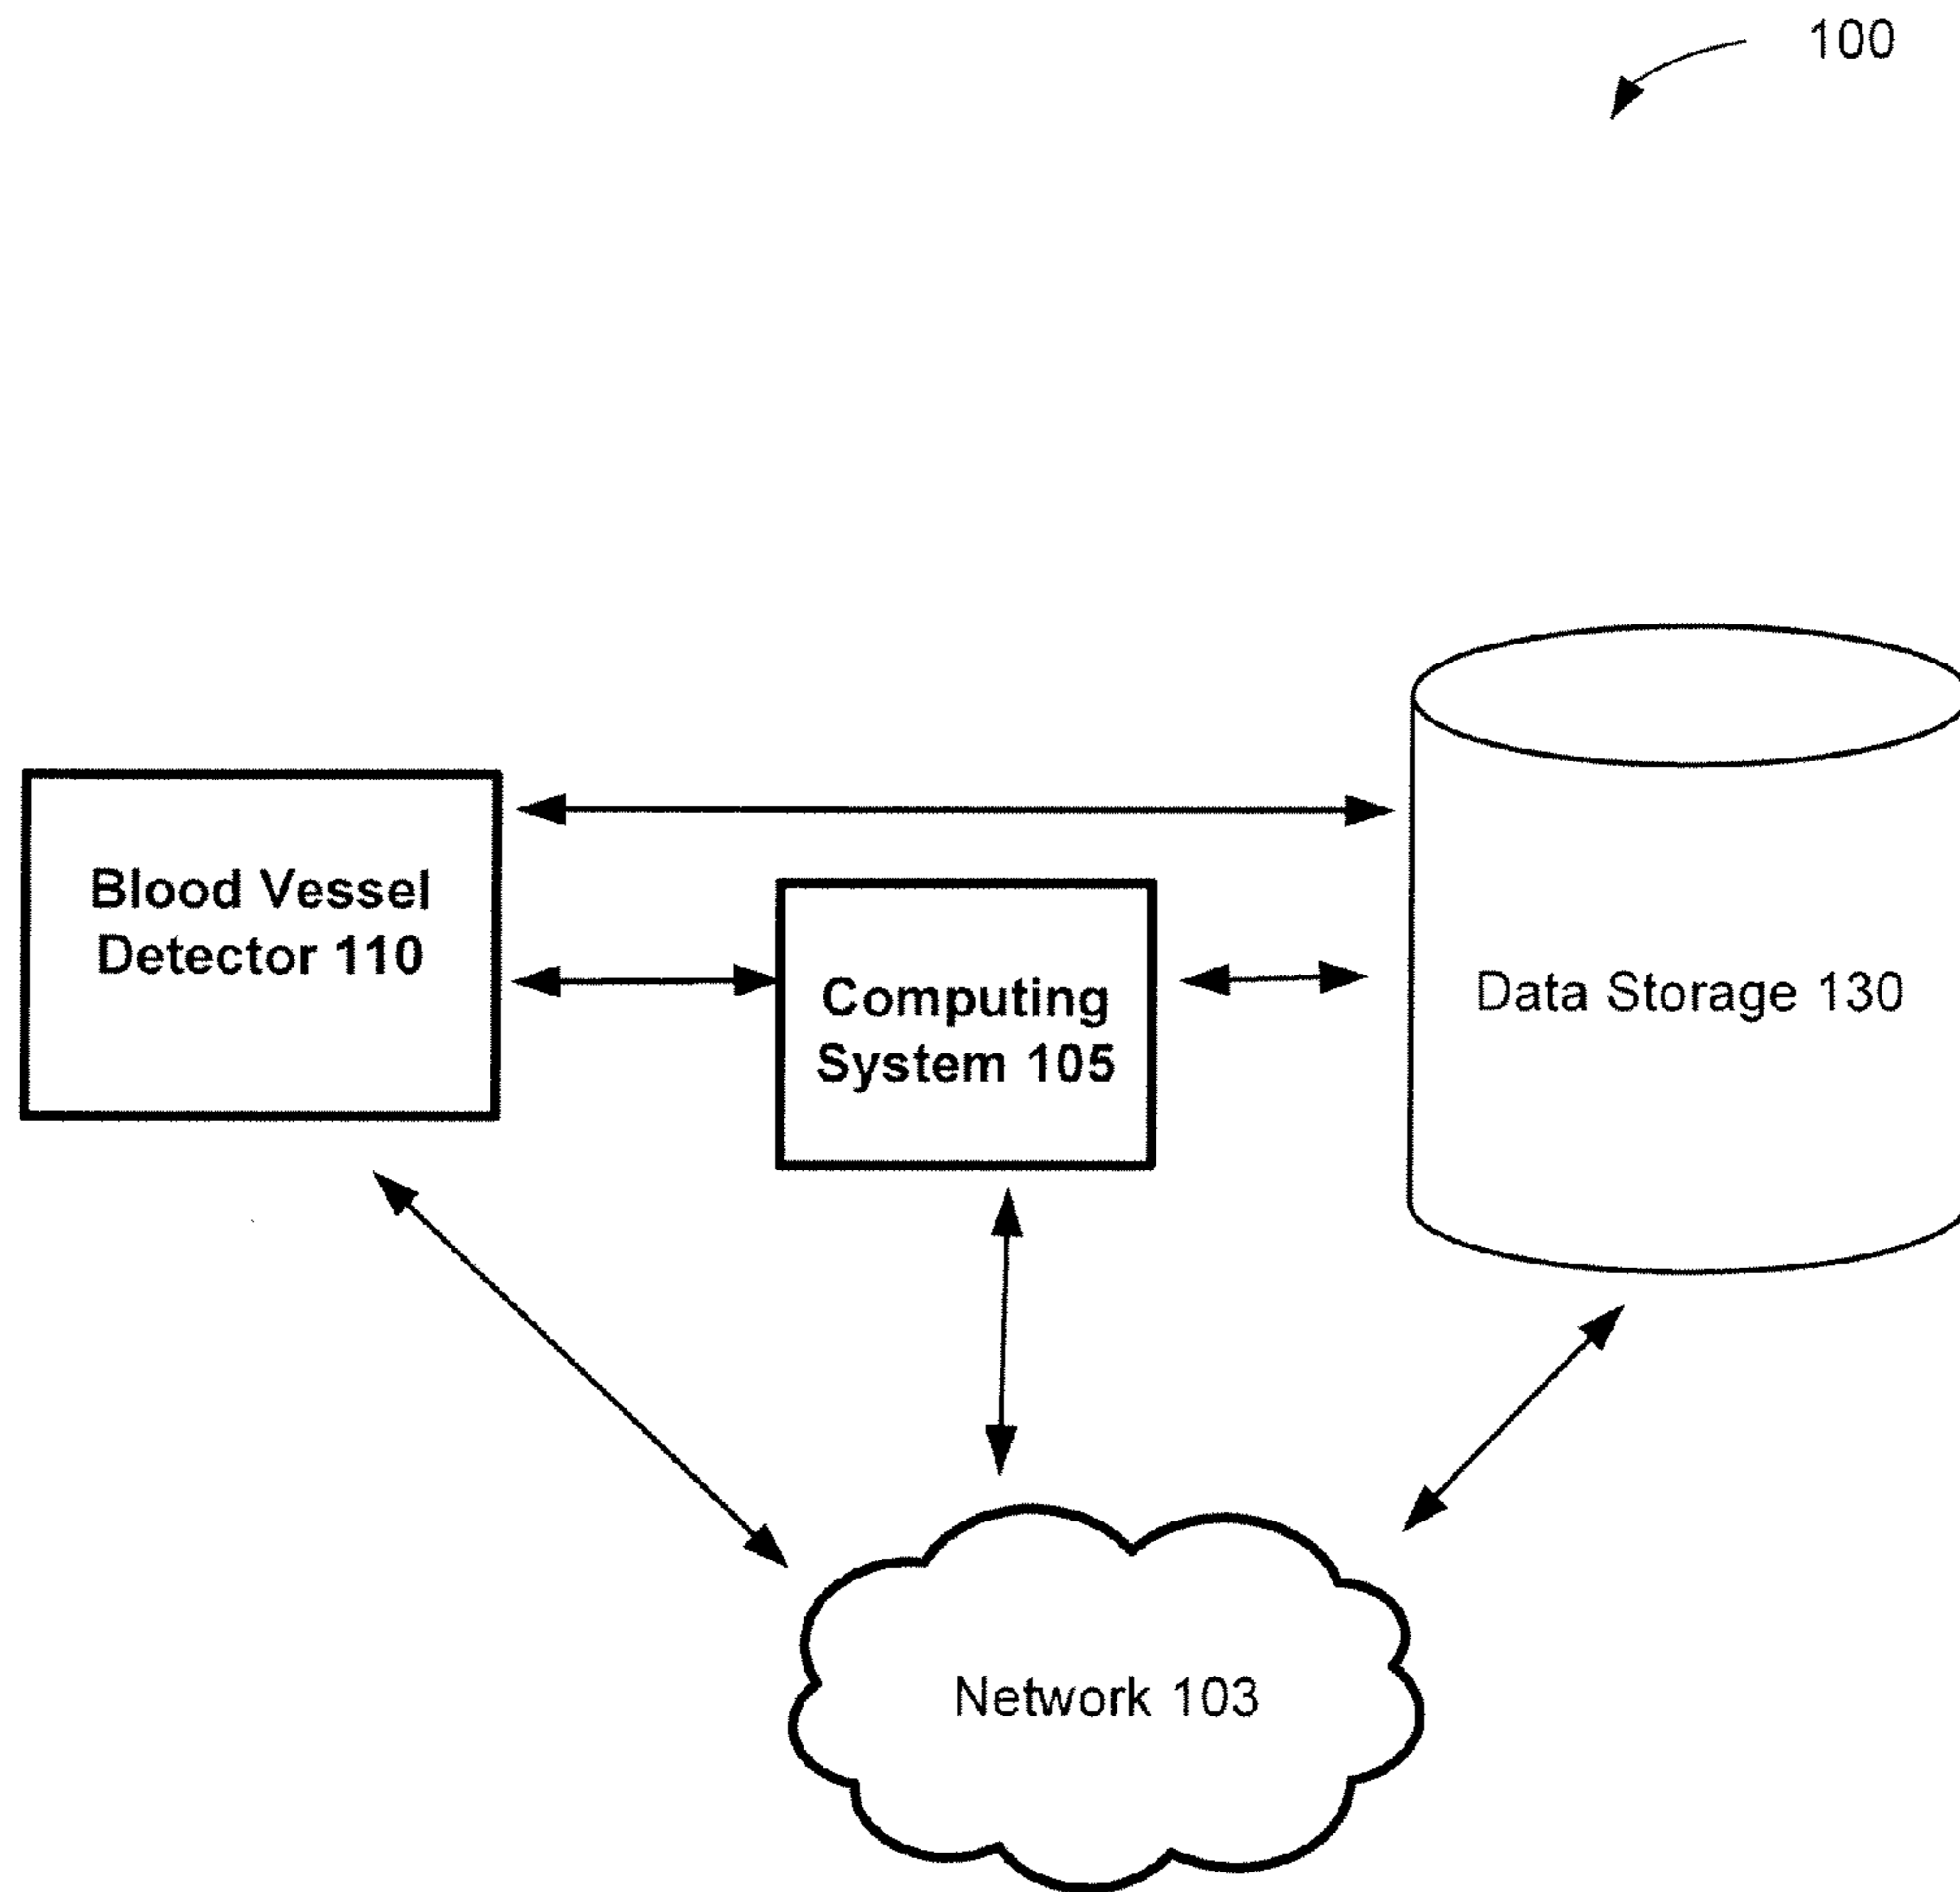 100
Blood Vessel
Detector 110
Computing
System 105
Data Storage 130
Network 103